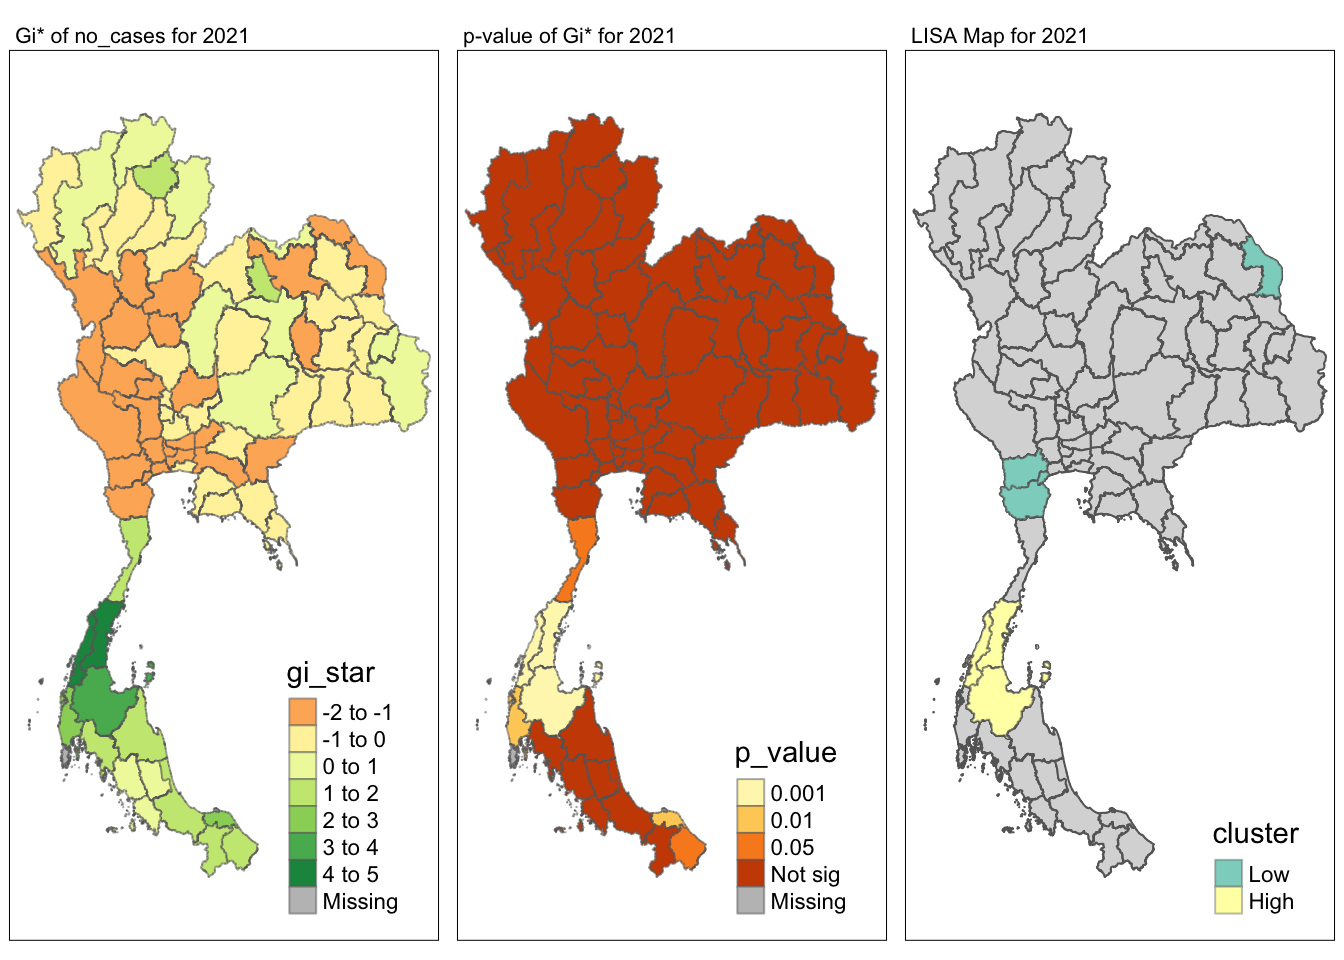 Gi* of no_cases for 2021
p-value of Gi* for 2021
LISA Map for 2021
gi_star
-2 to -1
-1 to 0
0 to 1
1 to 2
2 to 3
3 to 4
4 to 5
Missing
p_value
0.001
0.01
0.05
Not sig
Missing
cluster
Low
High